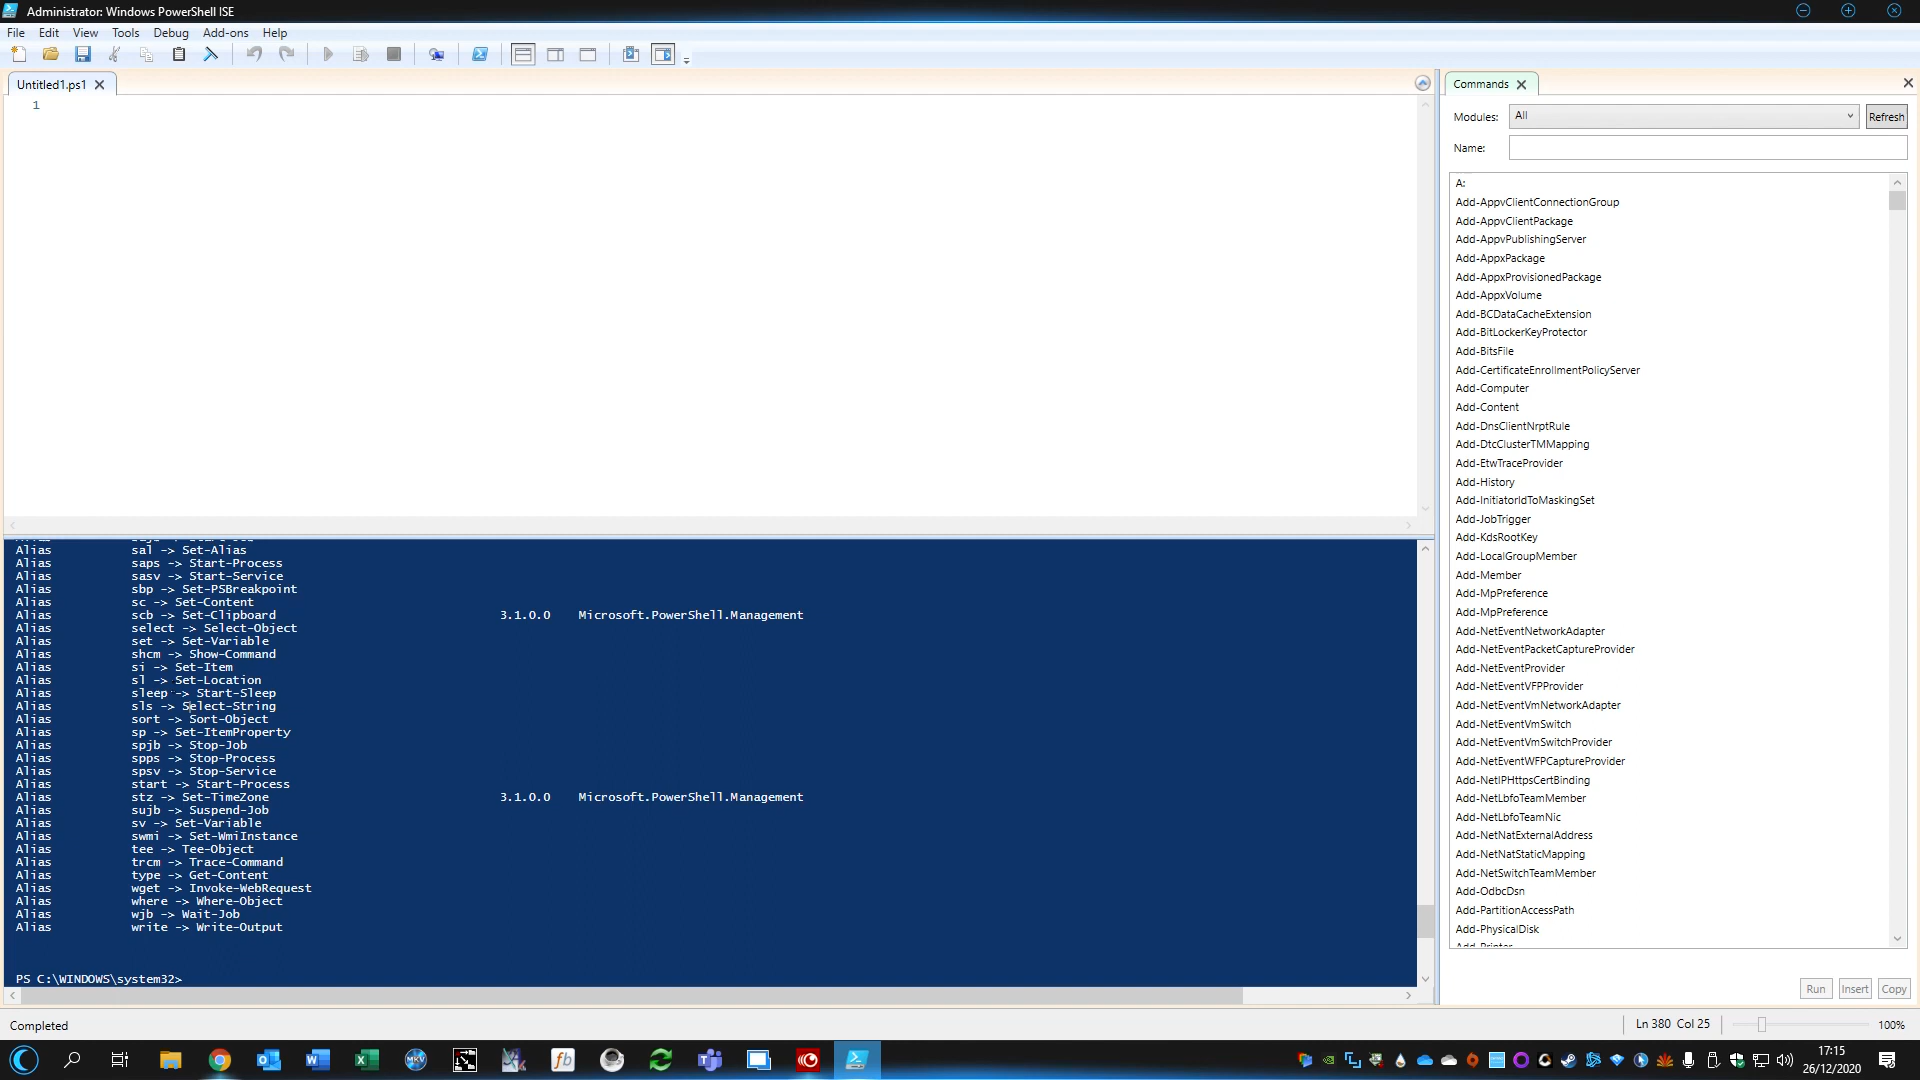 Administrator: Windows PowerShell ISE
File Edit View Tools Debug Add-ons Help
Untitled1.ps1
1
Alias sal -> Set-Alias
Alias saps -> Start-Process
Alias sasv -> Start-Service
Alias sbp -> Set-PSBreakpoint
Alias sc -> Set-Content
Alias scb -> Set-Clipboard 3.1.0.0 Microsoft.PowerShell.Management
Alias select -> Select-Object
Alias set -> Set-Variable
Alias shcm -> Show-Command
Alias si -> Set-Item
Alias sl -> Set-Location
Alias sleep -> Start-Sleep
Alias sls -> Select-String
Alias sort -> Sort-Object
Alias sp -> Set-ItemProperty
Alias spjb -> Stop-Job
Alias spps -> Stop-Process
Alias spsv -> Stop-Service
Alias start -> Start-Process
Alias stz -> Set-TimeZone 3.1.0.0 Microsoft.PowerShell.Management
Alias sujb -> Suspend-Job
Alias sv -> Set-Variable
Alias swmi -> Set-WmiInstance
Alias tee -> Tee-Object
Alias trcm -> Trace-Command
Alias type -> Get-Content
Alias wget -> Invoke-WebRequest
Alias where -> Where-Object
Alias wjb -> Wait-Job
Alias write -> Write-Output
PS C:\WINDOWS\system32>
Commands
Modules: All Refresh
Name:
A:
Add-AppvClientConnectionGroup
Add-AppvClientPackage
Add-AppvPublishingServer
Add-AppxPackage
Add-AppxProvisionedPackage
Add-AppxVolume
Add-BCDataCacheExtension
Add-BitLockerKeyProtector
Add-BitsFile
Add-CertificateEnrollmentPolicyServer
Add-Computer
Add-Content
Add-DnsClientNrptRule
Add-DtcClusterTMMapping
Add-EtwTraceProvider
Add-History
Add-InitiatorIdToMaskingSet
Add-JobTrigger
Add-KdsRootKey
Add-LocalGroupMember
Add-Member
Add-MpPreference
Add-MpPreference
Add-NetEventNetworkAdapter
Add-NetEventPacketCaptureProvider
Add-NetEventProvider
Add-NetEventVFPProvider
Add-NetEventVmNetworkAdapter
Add-NetEventVmSwitch
Add-NetEventVmSwitchProvider
Add-NetEventWFPCaptureProvider
Add-NetIPHttpsCertBinding
Add-NetLbfoTeamMember
Add-NetLbfoTeamNic
Add-NetNatExternalAddress
Add-NetNatStaticMapping
Add-NetSwitchTeamMember
Add-OdbcDsn
Add-PartitionAccessPath
Add-PhysicalDisk
Add-Printer
Run Insert Copy
Completed
Ln 380 Col 25
100%
17:15
26/12/2020